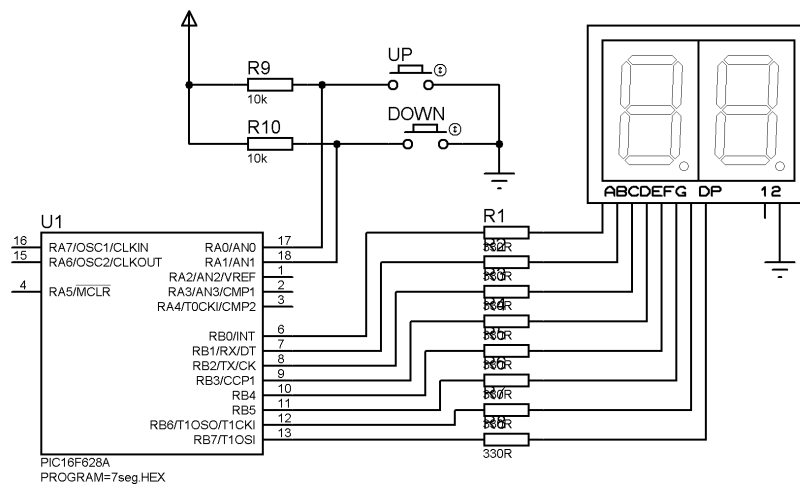 R9
10k
UP
R10
10k
DOWN
ABCDEFG DP 12
U1
R1
16 RA7/OSC1/CLKIN RA0/AN0 17
15 RA6/OSC2/CLKOUT RA1/AN1 18
RA2/AN2/VREF 1
4 RA5/MCLR RA3/AN3/CMP1 2
RA4/T0CKI/CMP2 3
RB0/INT 6
RB1/RX/DT 7
RB2/TX/CK 8
RB3/CCP1 9
RB4 10
RB5 11
RB6/T1OSO/T1CKI 12
RB7/T1OSI 13
330R
PIC16F628A
PROGRAM=7seg.HEX